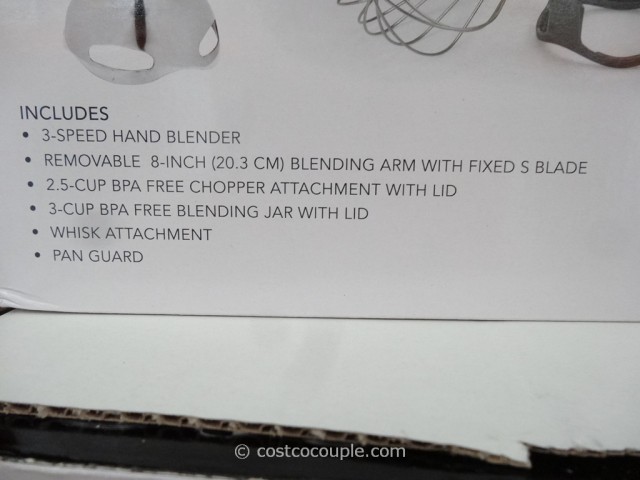 INCLUDES
• 3-SPEED HAND BLENDER
• REMOVABLE 8-INCH (20.3 CM) BLENDING ARM WITH FIXED S BLADE
• 2.5-CUP BPA FREE CHOPPER ATTACHMENT WITH LID
• 3-CUP BPA FREE BLENDING JAR WITH LID
• WHISK ATTACHMENT
• PAN GUARD
© costcocouple.com